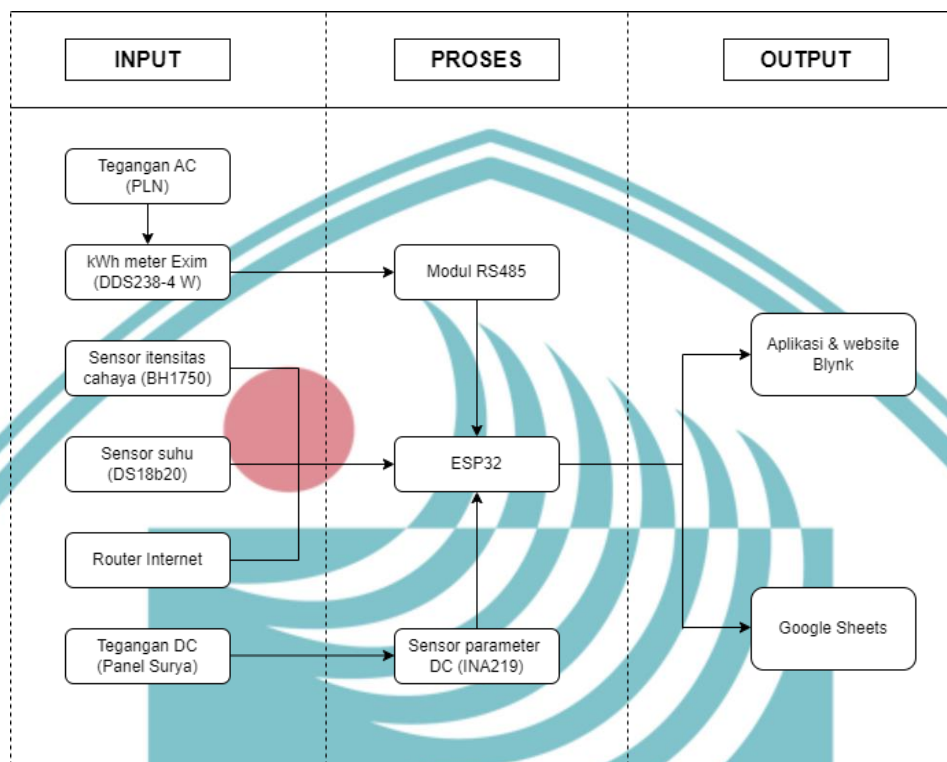 INPUT
PROSES
OUTPUT
Tegangan AC
(PLN)
kWh meter Exim
(DDS238-4 W)
Modul RS485
Sensor itensitas
cahaya (BH1750)
Aplikasi & website
Blynk
Sensor suhu
(DS18b20)
ESP32
Router Internet
Tegangan DC
(Panel Surya)
Sensor parameter
DC (INA219)
Google Sheets